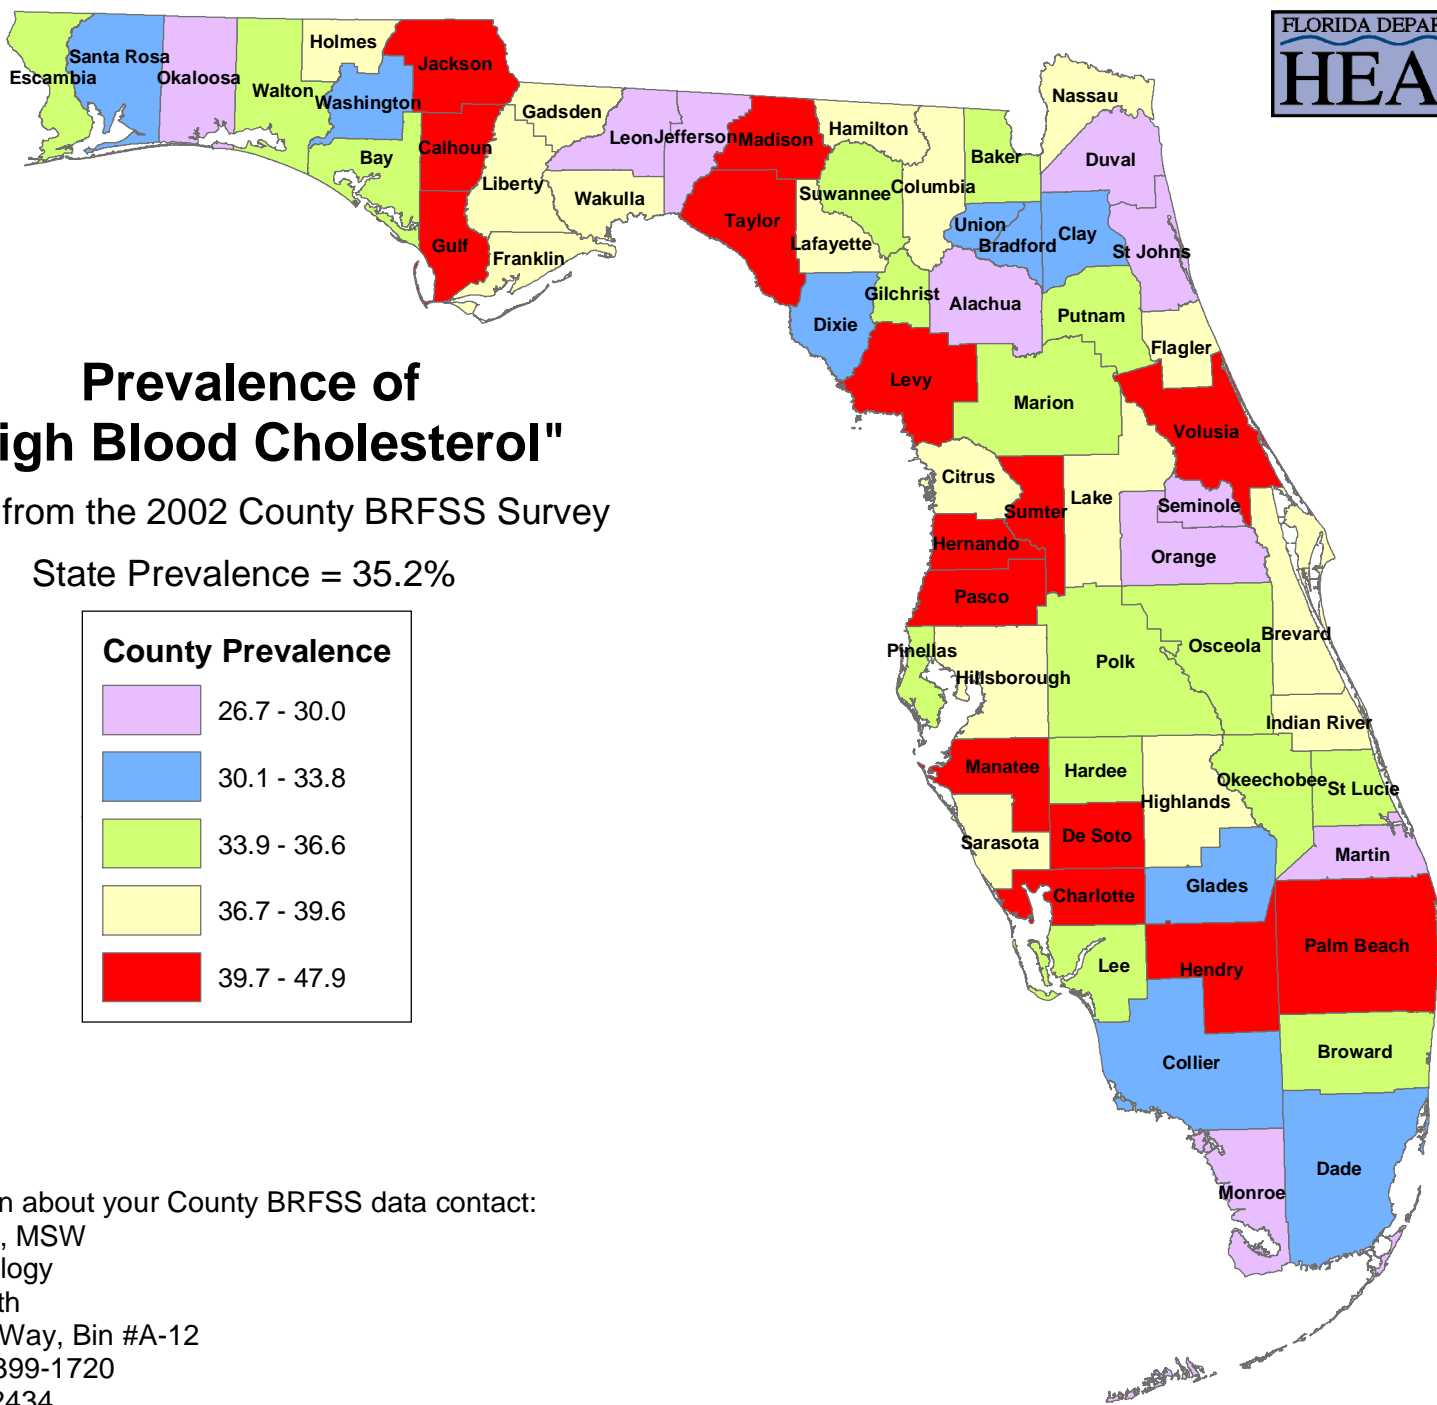 FLORIDA DEPAR
HEA
Holmes
Jackson
Santa Rosa
Escambia
Okaloosa
Walton
Washington
Gadsden
Nassau
Leon
Jefferson
Madison
Hamilton
Calhoun
Bay
Baker
Duval
Liberty
Wakulla
Suwannee
Columbia
Taylor
Union
Clay
Gulf
Lafayette
Bradford
St Johns
Franklin
Gilchrist
Alachua
Putnam
Dixie
Flagler
Levy
Marion
Volusia
Citrus
Lake
Sumter
Seminole
Hernando
Orange
Pasco
Brevard
Pinellas
Osceola
Polk
Hillsborough
Indian River
Manatee
Hardee
Okeechobee
St Lucie
Highlands
De Soto
Sarasota
Martin
Charlotte
Glades
Palm Beach
Lee
Hendry
Collier
Broward
Dade
Monroe
Prevalence of
igh Blood Cholesterol"
from the 2002 County BRFSS Survey
State Prevalence = 35.2%
County Prevalence
26.7 - 30.0
30.1 - 33.8
33.9 - 36.6
36.7 - 39.6
39.7 - 47.9
n about your County BRFSS data contact:
, MSW
logy
th
Way, Bin #A-12
399-1720
2434